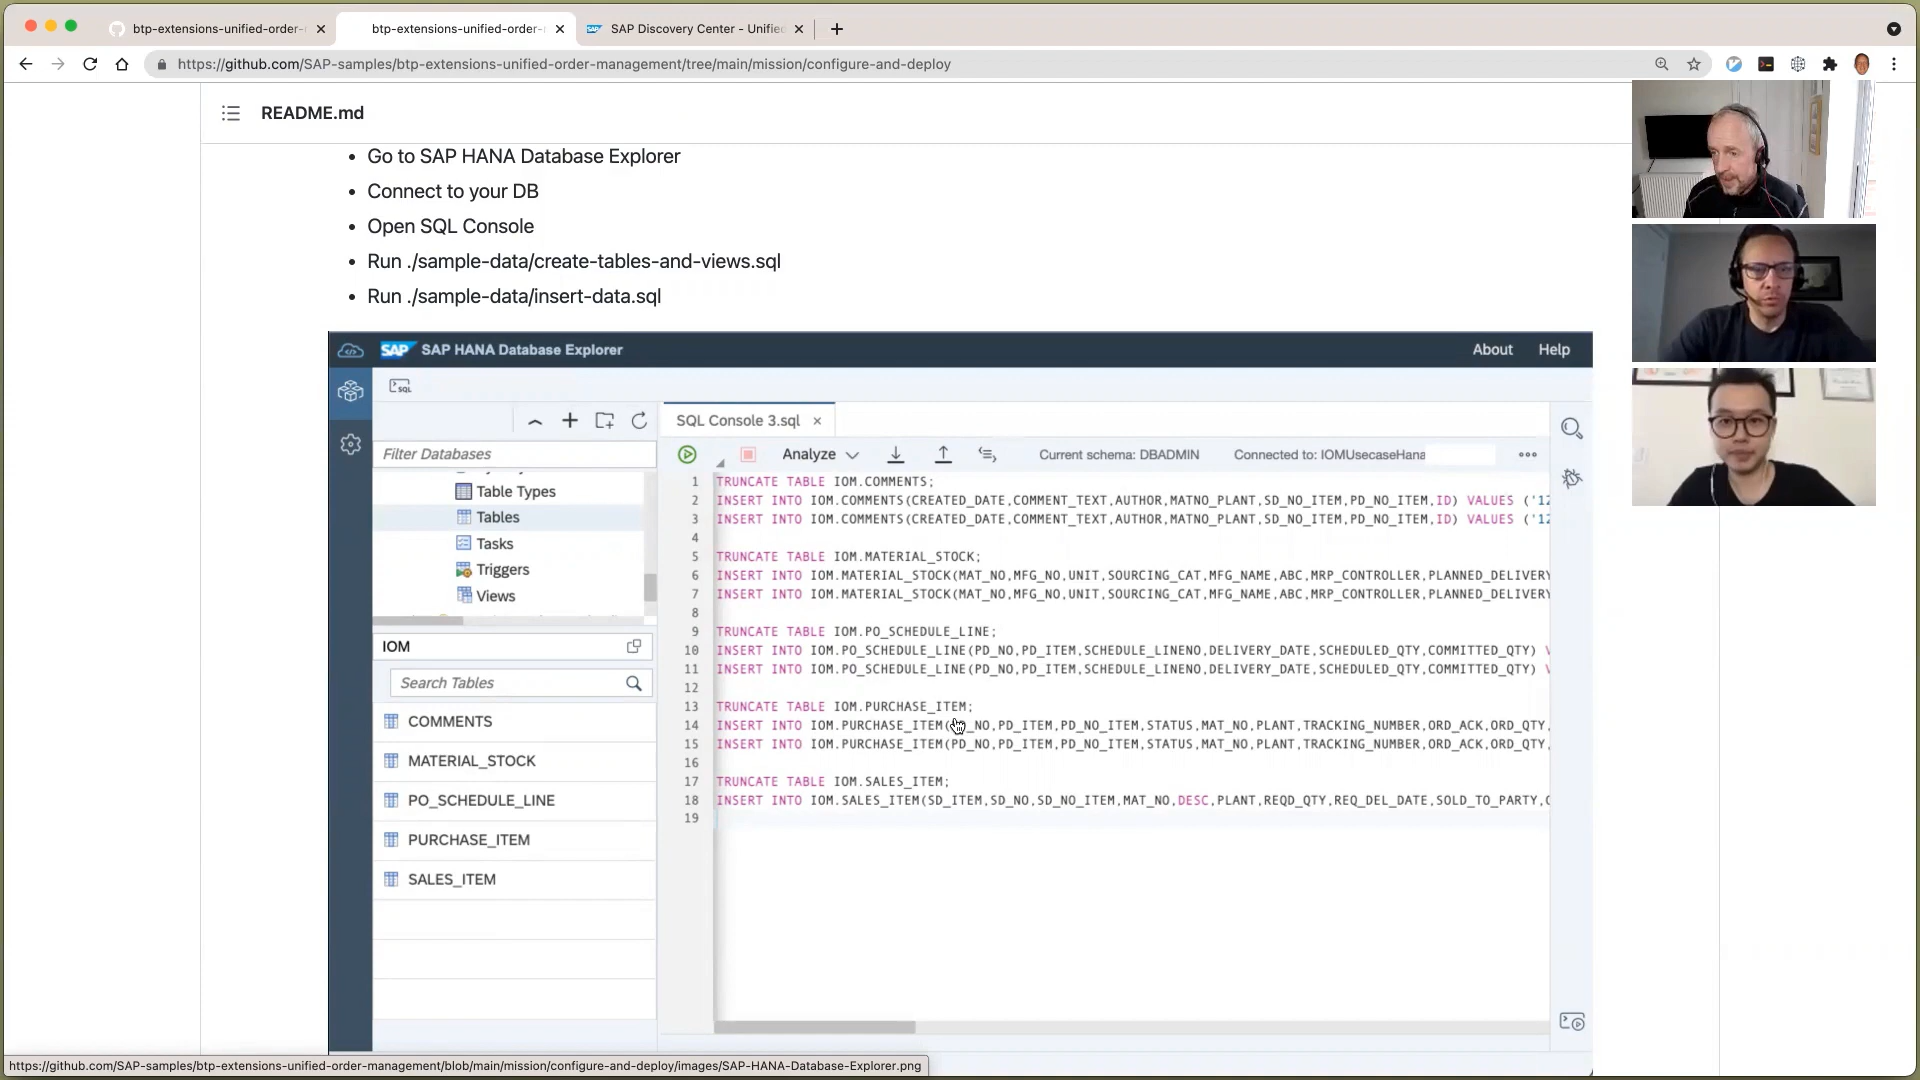 btp-extensions-unified-order-
btp-extensions-unified-order-
SAP Discovery Center - Unifie
https://github.com/SAP-samples/btp-extensions-unified-order-management/tree/main/mission/configure-and-deploy
README.md
• Go to SAP HANA Database Explorer
• Connect to your DB
• Open SQL Console
• Run ./sample-data/create-tables-and-views.sql
• Run ./sample-data/insert-data.sql
SAP SAP HANA Database Explorer
About Help
SQL
SQL Console 3.sql
Filter Databases
Analyze
Current schema: DBADMIN
Connected to: IOMUsecaseHana
Table Types
Tables
Tasks
Triggers
Views
IOM
Search Tables
COMMENTS
MATERIAL_STOCK
PO_SCHEDULE_LINE
PURCHASE_ITEM
SALES_ITEM
1 TRUNCATE TABLE IOM.COMMENTS;
2 INSERT INTO IOM.COMMENTS(CREATED_DATE,COMMENT_TEXT,AUTHOR,MATNO_PLANT,SD_NO_ITEM,PD_NO_ITEM,ID) VALUES ('12
3 INSERT INTO IOM.COMMENTS(CREATED_DATE,COMMENT_TEXT,AUTHOR,MATNO_PLANT,SD_NO_ITEM,PD_NO_ITEM,ID) VALUES ('12
4
5 TRUNCATE TABLE IOM.MATERIAL_STOCK;
6 INSERT INTO IOM.MATERIAL_STOCK(MAT_NO,MFG_NO,UNIT,SOURCING_CAT,MFG_NAME,ABC,MRP_CONTROLLER,PLANNED_DELIVERY
7 INSERT INTO IOM.MATERIAL_STOCK(MAT_NO,MFG_NO,UNIT,SOURCING_CAT,MFG_NAME,ABC,MRP_CONTROLLER,PLANNED_DELIVERY
8
9 TRUNCATE TABLE IOM.PO_SCHEDULE_LINE;
10 INSERT INTO IOM.PO_SCHEDULE_LINE(PD_NO,PD_ITEM,SCHEDULE_LINENO,DELIVERY_DATE,SCHEDULED_QTY,COMMITTED_QTY) V
11 INSERT INTO IOM.PO_SCHEDULE_LINE(PD_NO,PD_ITEM,SCHEDULE_LINENO,DELIVERY_DATE,SCHEDULED_QTY,COMMITTED_QTY) V
12
13 TRUNCATE TABLE IOM.PURCHASE_ITEM;
14 INSERT INTO IOM.PURCHASE_ITEM( _NO,PD_ITEM,PD_NO_ITEM,STATUS,MAT_NO,PLANT,TRACKING_NUMBER,ORD_ACK,ORD_QTY,
15 INSERT INTO IOM.PURCHASE_ITEM(PD_NO,PD_ITEM,PD_NO_ITEM,STATUS,MAT_NO,PLANT,TRACKING_NUMBER,ORD_ACK,ORD_QTY,
16
17 TRUNCATE TABLE IOM.SALES_ITEM;
18 INSERT INTO IOM.SALES_ITEM(SD_ITEM,SD_NO,SD_NO_ITEM,MAT_NO,DESC,PLANT,REQD_QTY,REQ_DEL_DATE,SOLD_TO_PARTY,
19
https://github.com/SAP-samples/btp-extensions-unified-order-management/blob/main/mission/configure-and-deploy/images/SAP-HANA-Database-Explorer.png